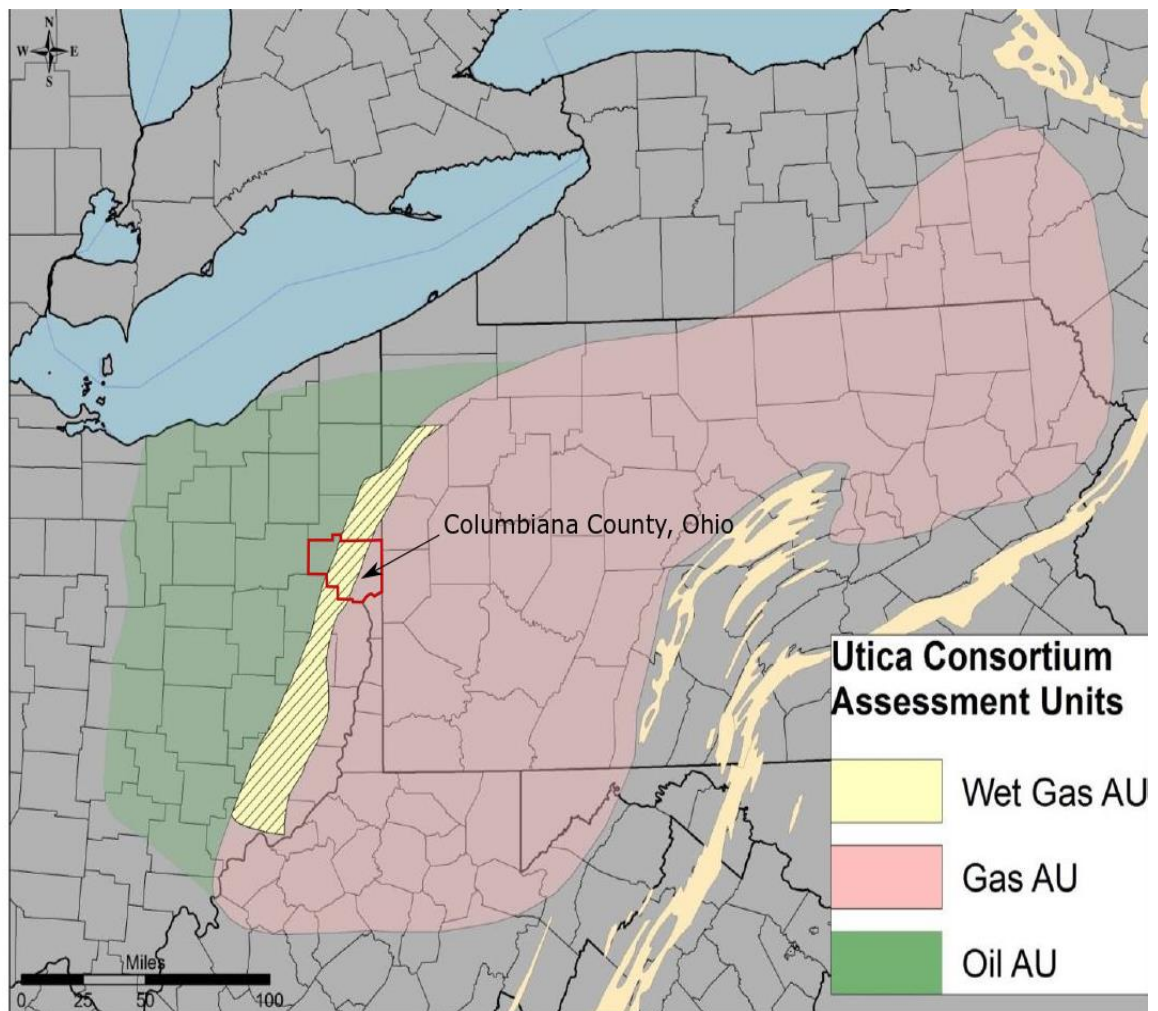 N
W E
S
Columbiana County, Ohio
Utica Consortium
Assessment Units
Wet Gas AU
Gas AU
Oil AU
Miles
0 25 50 100